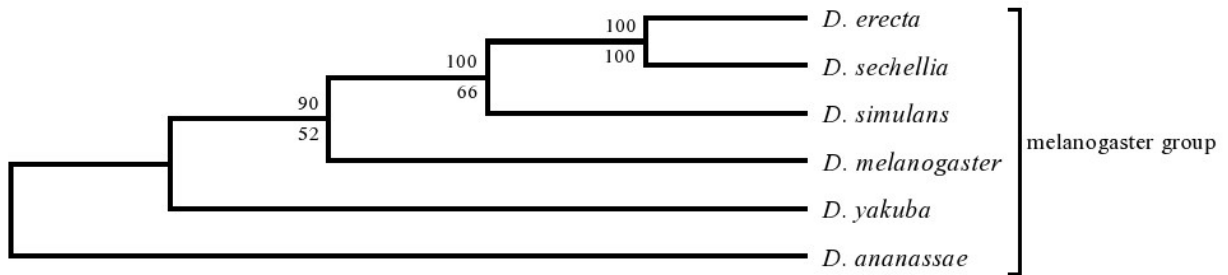 100
100
D. erecta
D. sechellia
100
66
D. simulans
90
52
D. melanogaster
D. yakuba
D. ananassae
melanogaster group